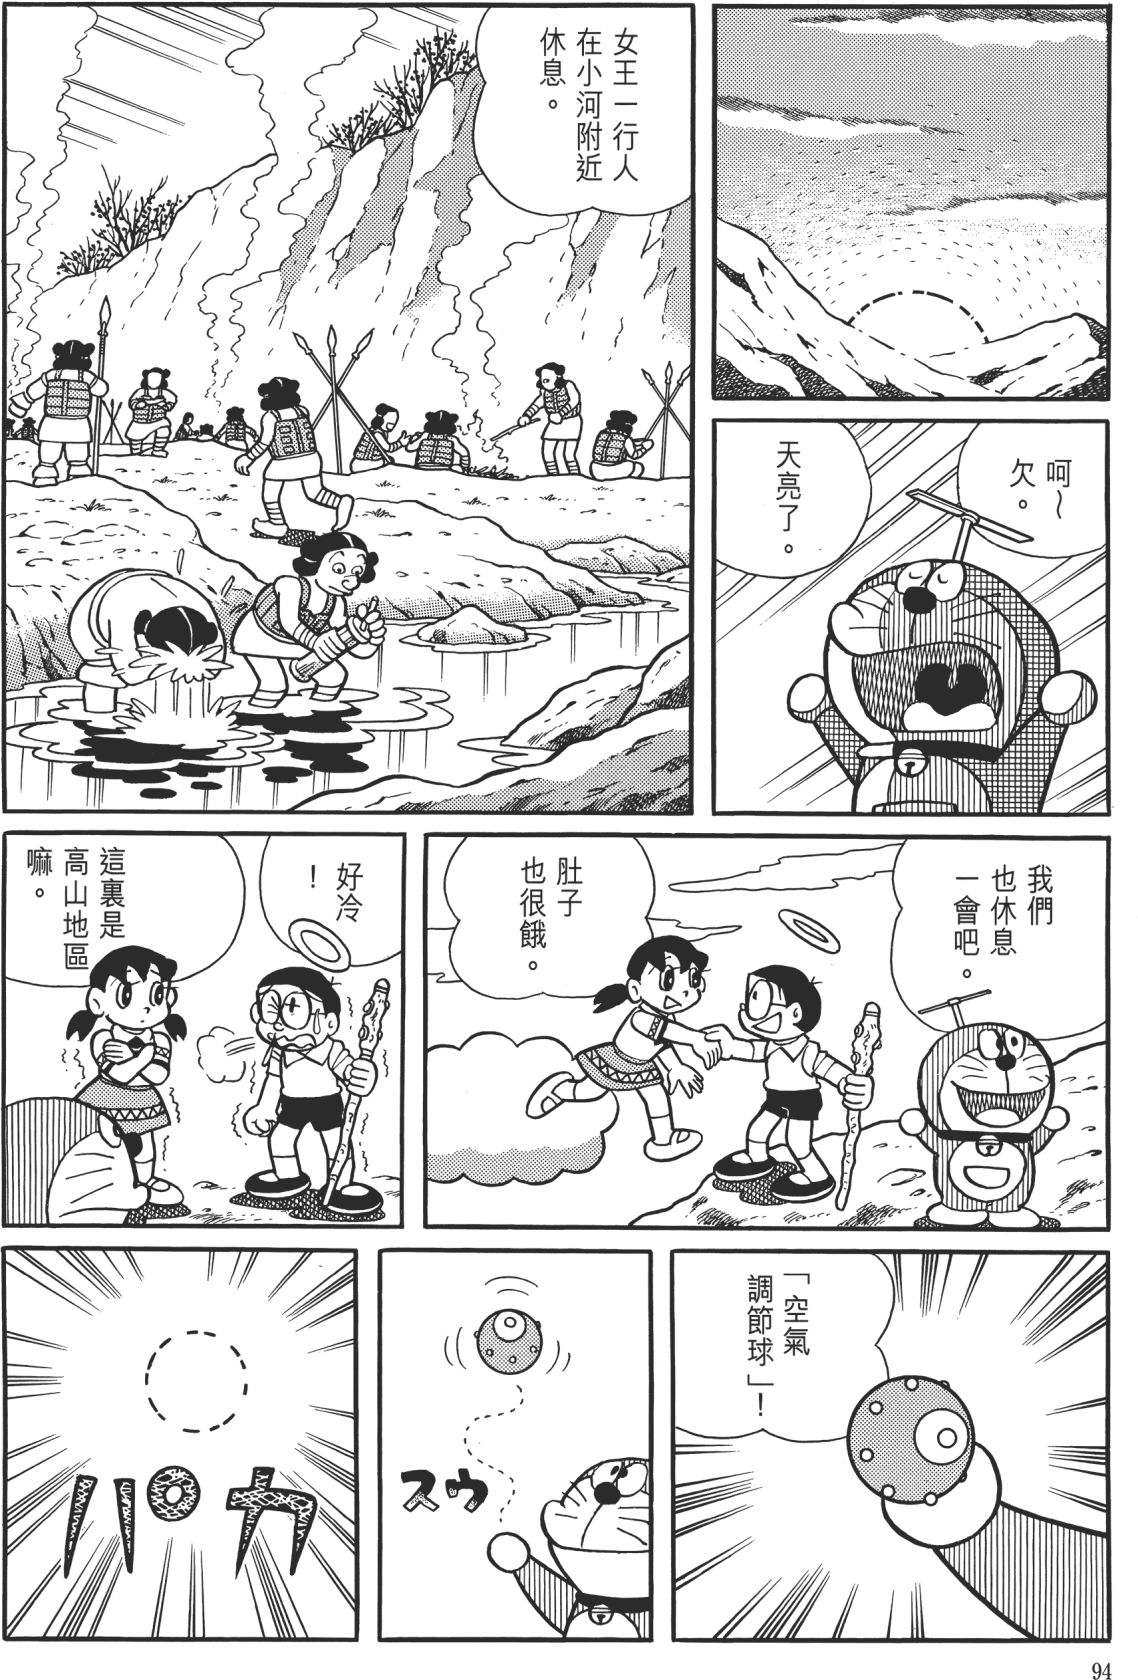 呵～
欠。
天亮了。
女王一行人
在小河附近
休息。
我們
也休息
一會吧。
肚子
也很餓。
好冷
！
這裏是
高山地區
嘛。
「空氣
調節球」！
スウ
パカ
94